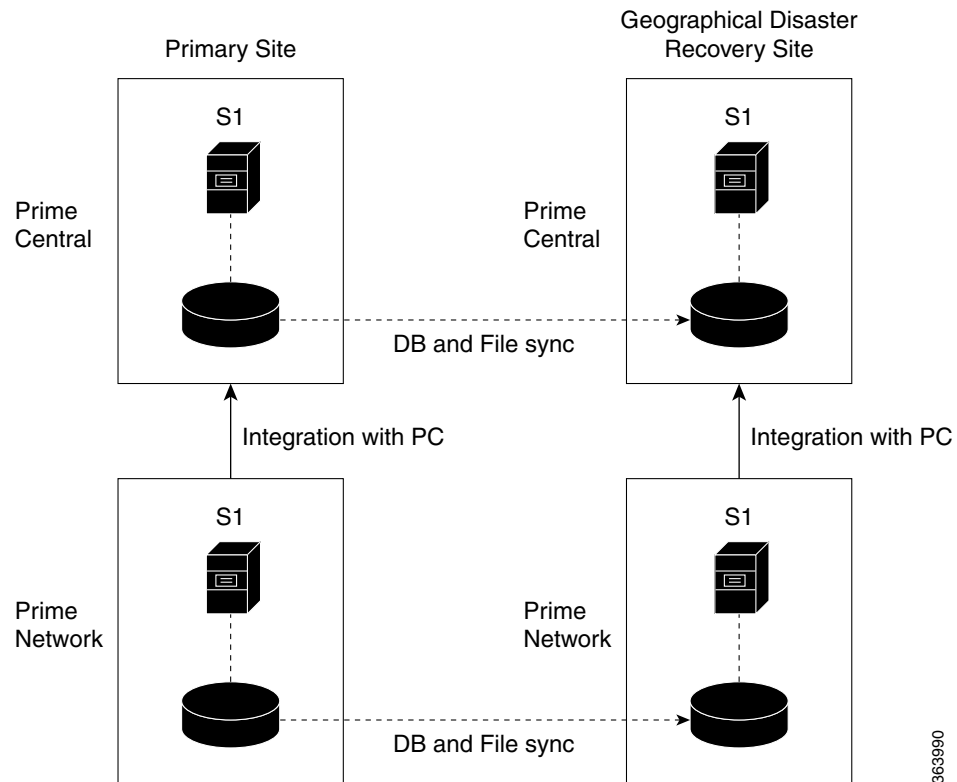 Primary Site
Geographical Disaster
Recovery Site
S1
S1
Prime
Central
Prime
Central
DB and File sync
Integration with PC
Integration with PC
S1
S1
Prime
Network
Prime
Network
DB and File sync
363990